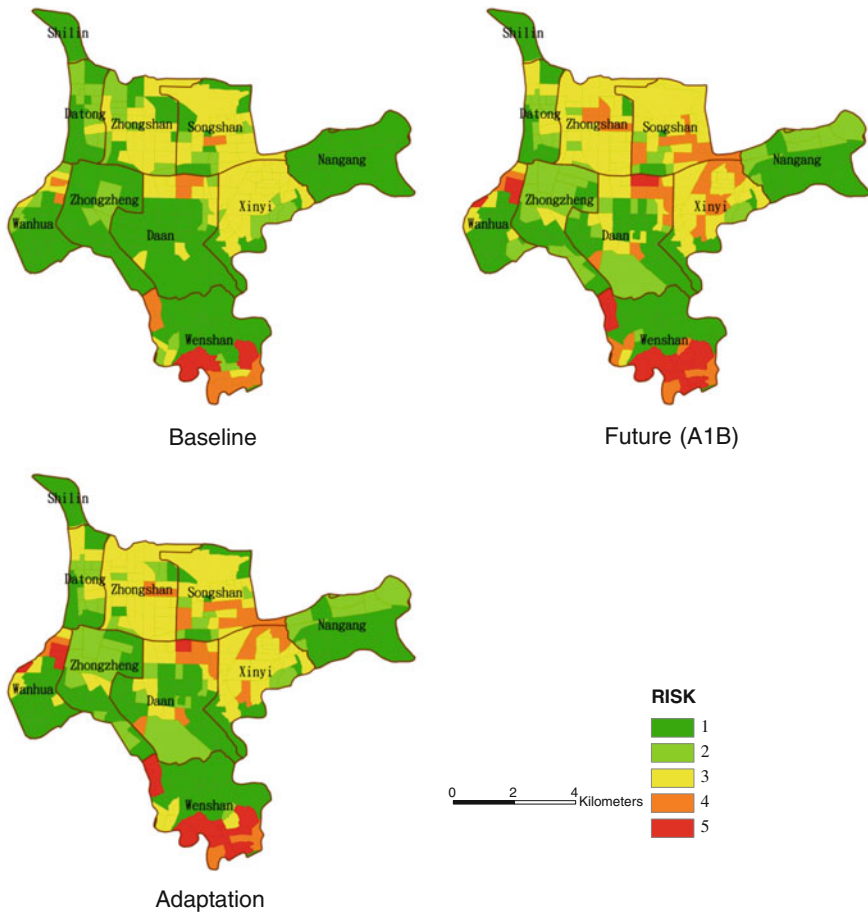 Shilin
Datong
Zhongshan
Songshan
Nangang
Zhongzheng
Wanhua
Xinyi
Daan
Wenshan
Baseline
Shilin
Datong
Zhongshan
Songshan
Nangang
Zhongzheng
Wanhua
Xinyi
Daan
Wenshan
Future (A1B)
Shilin
Datong
Zhongshan
Songshan
Nangang
Zhongzheng
Wanhua
Xinyi
Daan
Wenshan
Adaptation
RISK
1
2
3
4
5
0 2 4
Kilometers